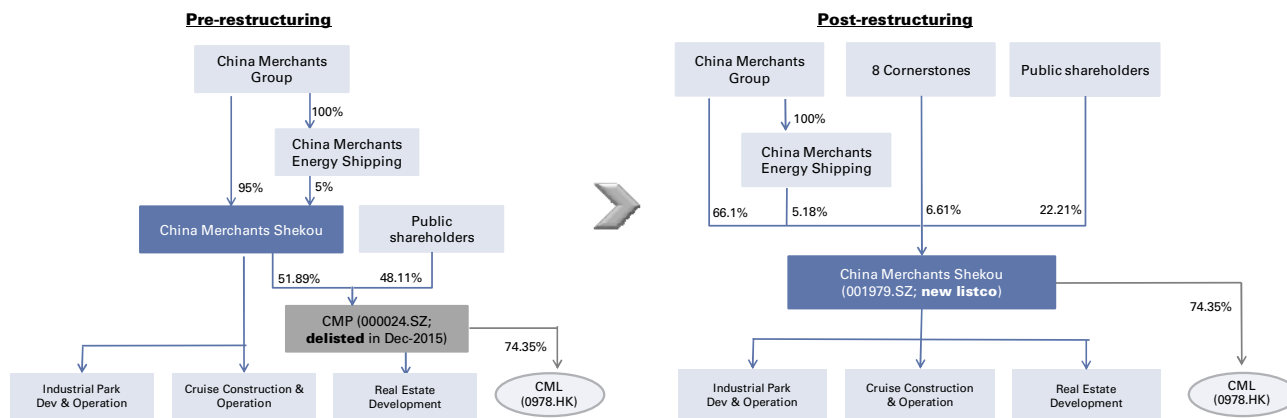 Pre-restructuring
China Merchants
Group
100%
China Merchants
Energy Shipping
95%
5%
China Merchants Shekou
Public
shareholders
51.89%
48.11%
CMP (000024.SZ;
delisted in Dec-2015)
74.35%
Industrial Park
Dev & Operation
Cruise Construction &
Operation
Real Estate
Development
CML
(0978.HK)
Post-restructuring
China Merchants
Group
8 Cornerstones
Public shareholders
100%
China Merchants
Energy Shipping
66.1%
5.18%
6.61%
22.21%
China Merchants Shekou
(001979.SZ; new listco)
74.35%
Industrial Park
Dev & Operation
Cruise Construction
& Operation
Real Estate
Development
CML
(0978.HK)